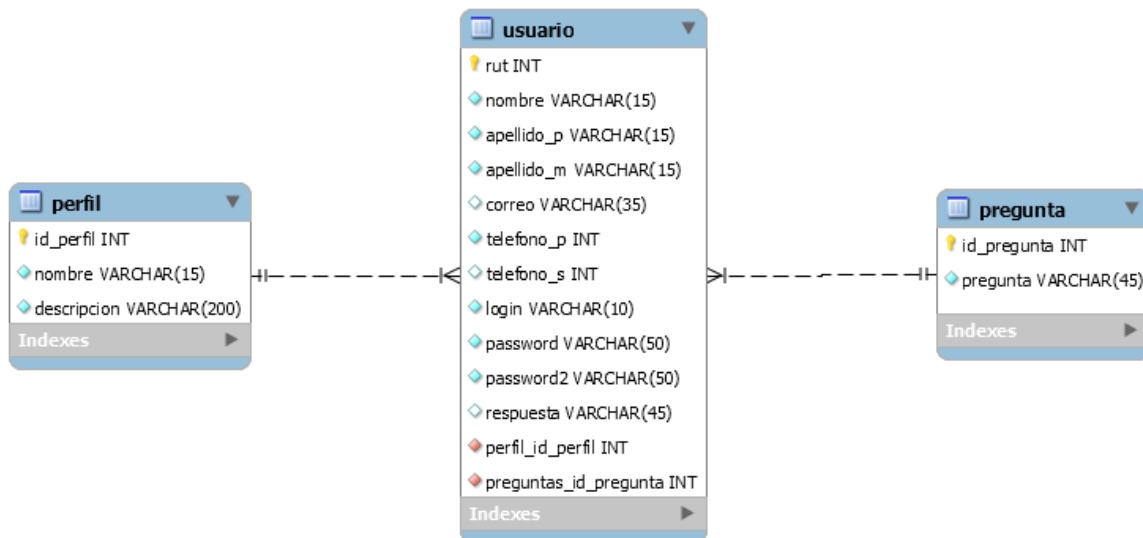 perfil
id_perfil INT
nombre VARCHAR(15)
descripcion VARCHAR(200)
Indexes
usuario
rut INT
nombre VARCHAR(15)
apellido_p VARCHAR(15)
apellido_m VARCHAR(15)
correo VARCHAR(35)
telefono_p INT
telefono_s INT
login VARCHAR(10)
password VARCHAR(50)
password2 VARCHAR(50)
respuesta VARCHAR(45)
perfil_id_perfil INT
preguntas_id_pregunta INT
Indexes
pregunta
id_pregunta INT
pregunta VARCHAR(45)
Indexes